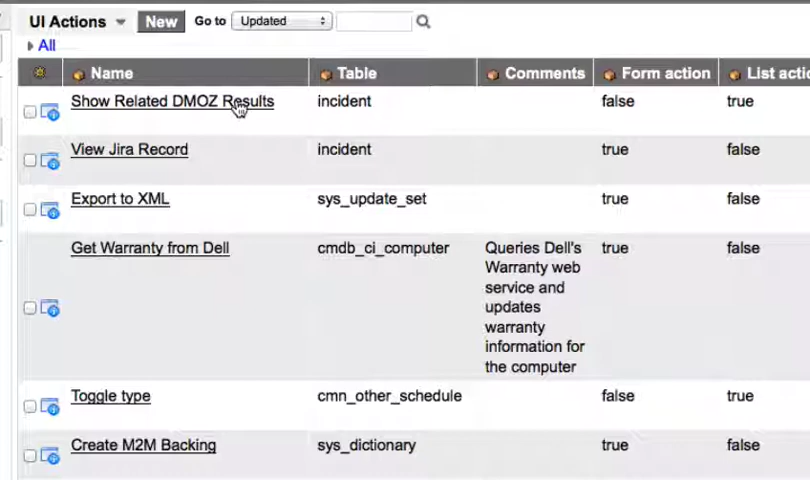 UI Actions New Go to Updated
All
Name Table Comments Form action List actio
Show Related DMOZ Results incident false true
View Jira Record incident true false
Export to XML sys_update_set true false
Get Warranty from Dell cmdb_ci_computer Queries Dell's true false
Warranty web
service and
updates
warranty
information for
the computer
Toggle type cmn_other_schedule false true
Create M2M Backing sys_dictionary true false